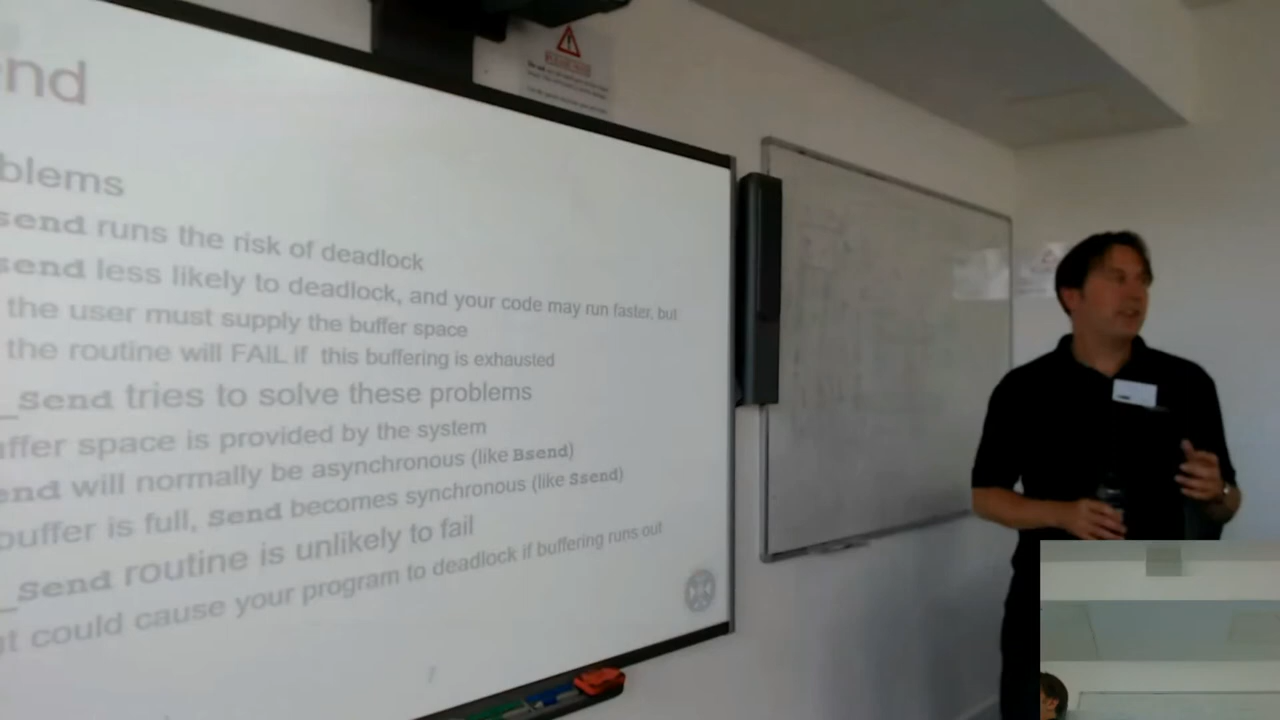 end
blems
send runs the risk of deadlock
send less likely to deadlock, and your code may run faster, but
the user must supply the buffer space
the routine will FAIL if this buffering is exhausted
_Send tries to solve these problems
uffer space is provided by the system
end will normally be asynchronous (like Bsend)
buffer is full, Send becomes synchronous (like Ssend)
_Send routine is unlikely to fail
t could cause your program to deadlock if buffering runs out